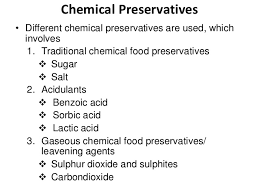 Chemical Preservatives
• Different chemical preservatives are used, which
involves
1. Traditional chemical food preservatives
❖ Sugar
❖ Salt
2. Acidulants
❖ Benzoic acid
❖ Sorbic acid
❖ Lactic acid
3. Gaseous chemical food preservatives/
leavening agents
❖ Sulphur dioxide and sulphites
❖ Carbondioxide